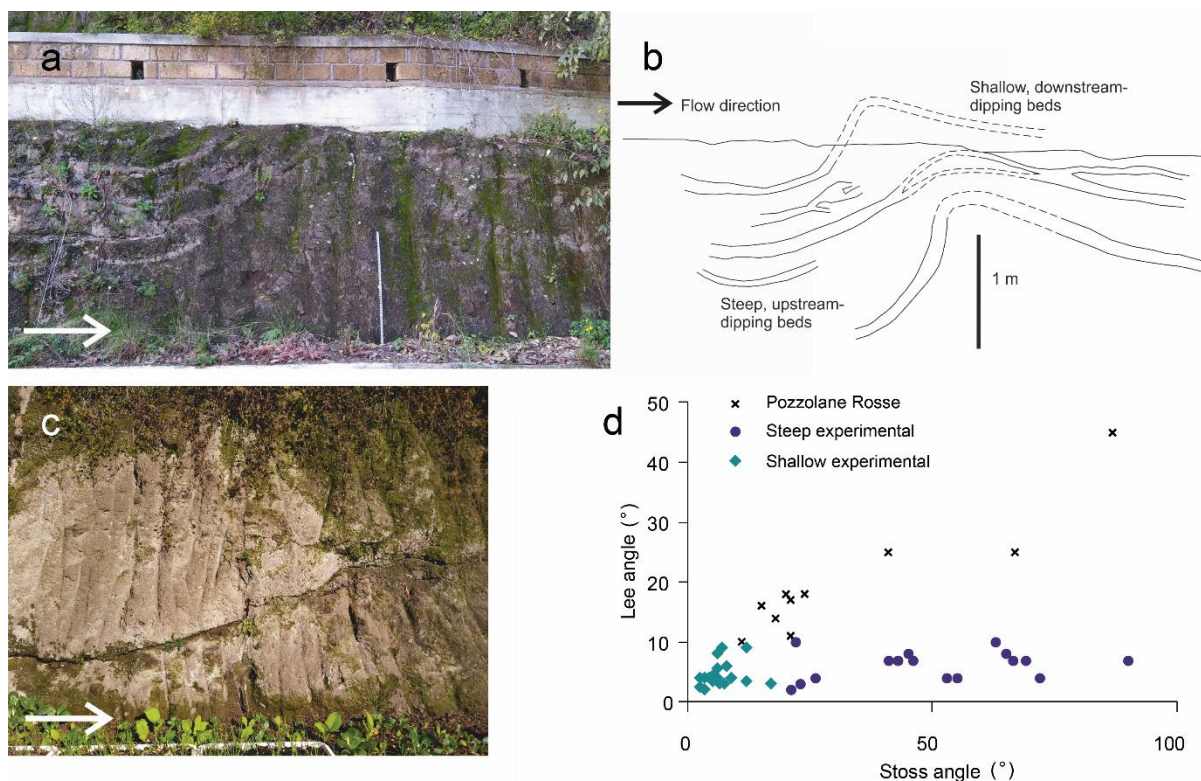 a
b
Flow direction
Shallow, downstream-
dipping beds
Steep, upstream-
dipping beds
1 m
c
d
50
40
30
20
10
0
Lee angle (°)
× Pozzolane Rosse
Steep experimental
Shallow experimental
0
50
100
Stoss angle (°)